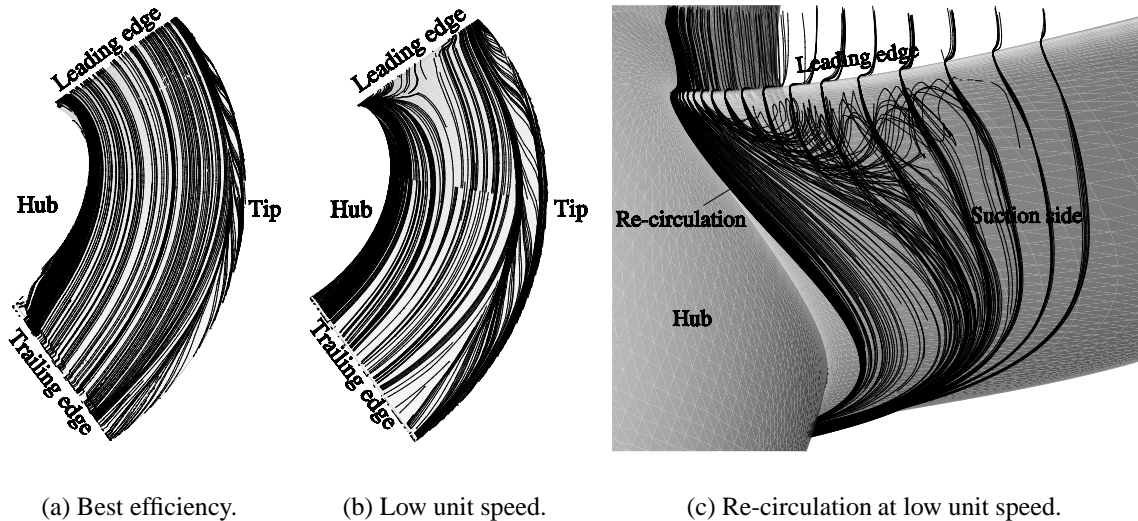 Leading edge
Hub
Tip
Trailing edge
Leading edge
Hub
Tip
Trailing edge
Leading edge
Re-circulation
Suction side
Hub
(a) Best efficiency.
(b) Low unit speed.
(c) Re-circulation at low unit speed.